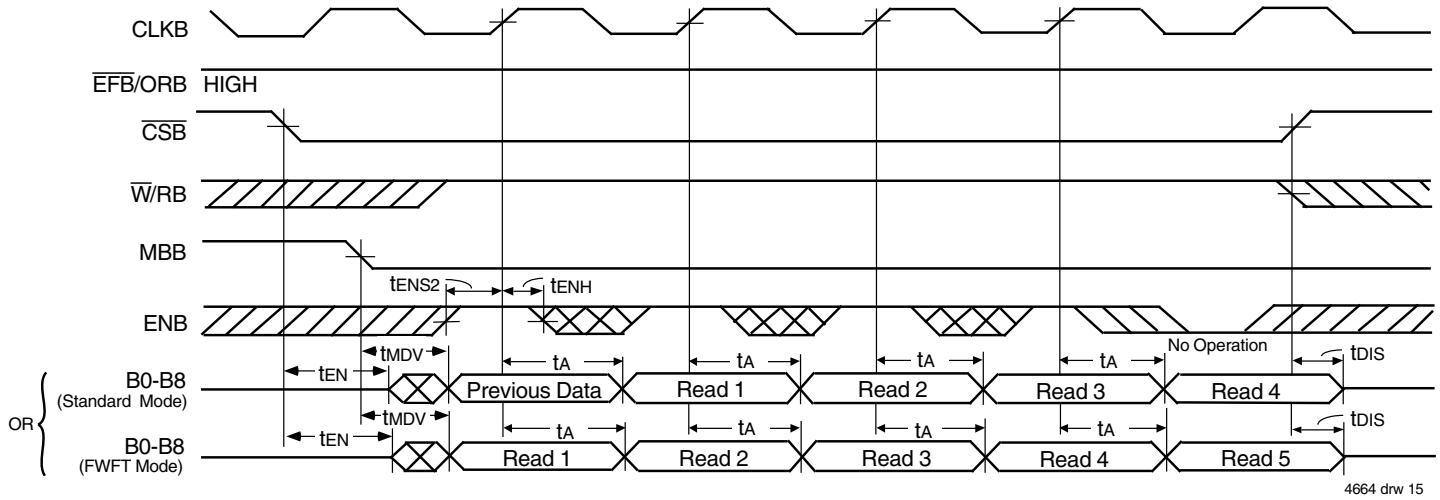 CLKB
EFB/ORB HIGH
CSB
W/RB
MBB
tENS2 tENH
ENB
No Operation
tMDV tA tA tA tA tDIS
tEN
B0-B8 Previous Data Read 1 Read 2 Read 3 Read 4
(Standard Mode)
OR
tMDV tA tA tA tA tDIS
tEN
B0-B8 Read 1 Read 2 Read 3 Read 4 Read 5
(FWFT Mode)
4664 drw 15